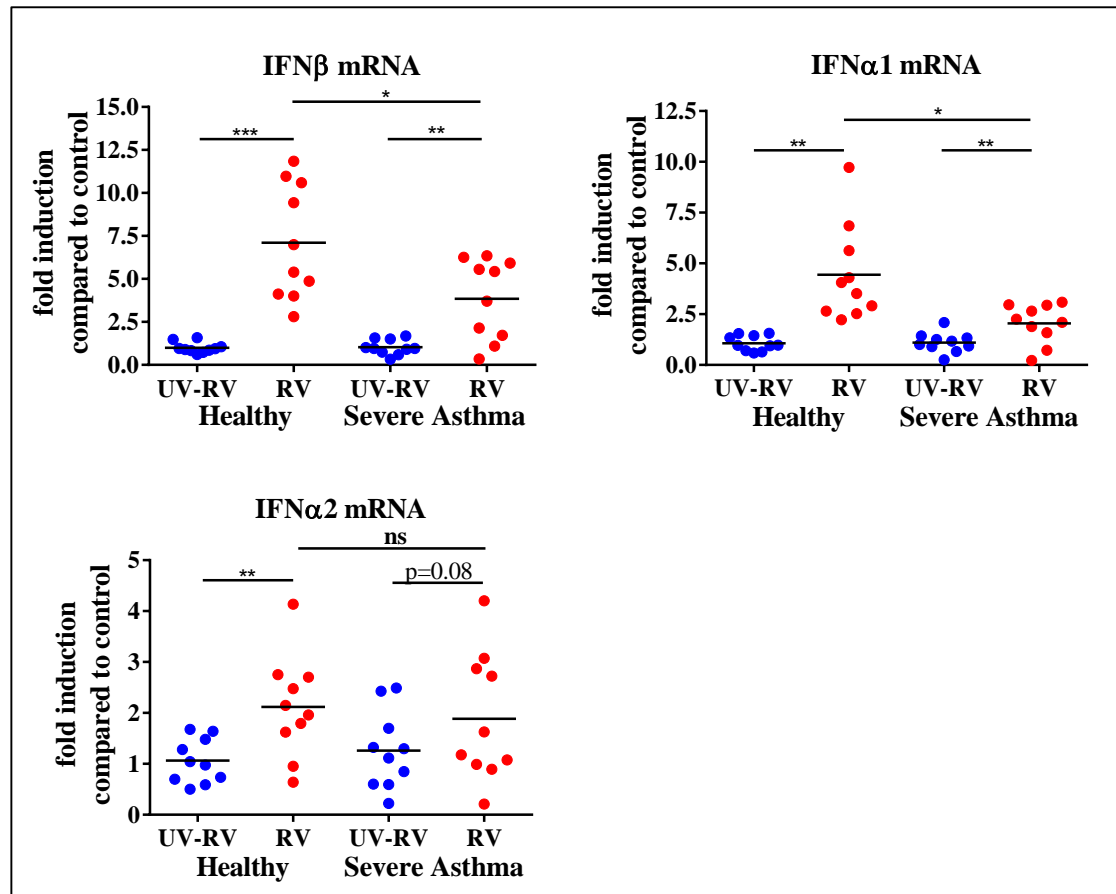 IFNβ mRNA
fold induction
compared to control
15.0
12.5
10.0
7.5
5.0
2.5
0.0
*
***
**
UV-RV RV UV-RV RV
Healthy Severe Asthma
IFNα1 mRNA
fold induction
compared to control
12.5
10.0
7.5
5.0
2.5
0.0
*
**
**
UV-RV RV UV-RV RV
Healthy Severe Asthma
IFNα2 mRNA
fold induction
compared to control
5
4
3
2
1
0
ns
**
p=0.08
UV-RV RV UV-RV RV
Healthy Severe Asthma